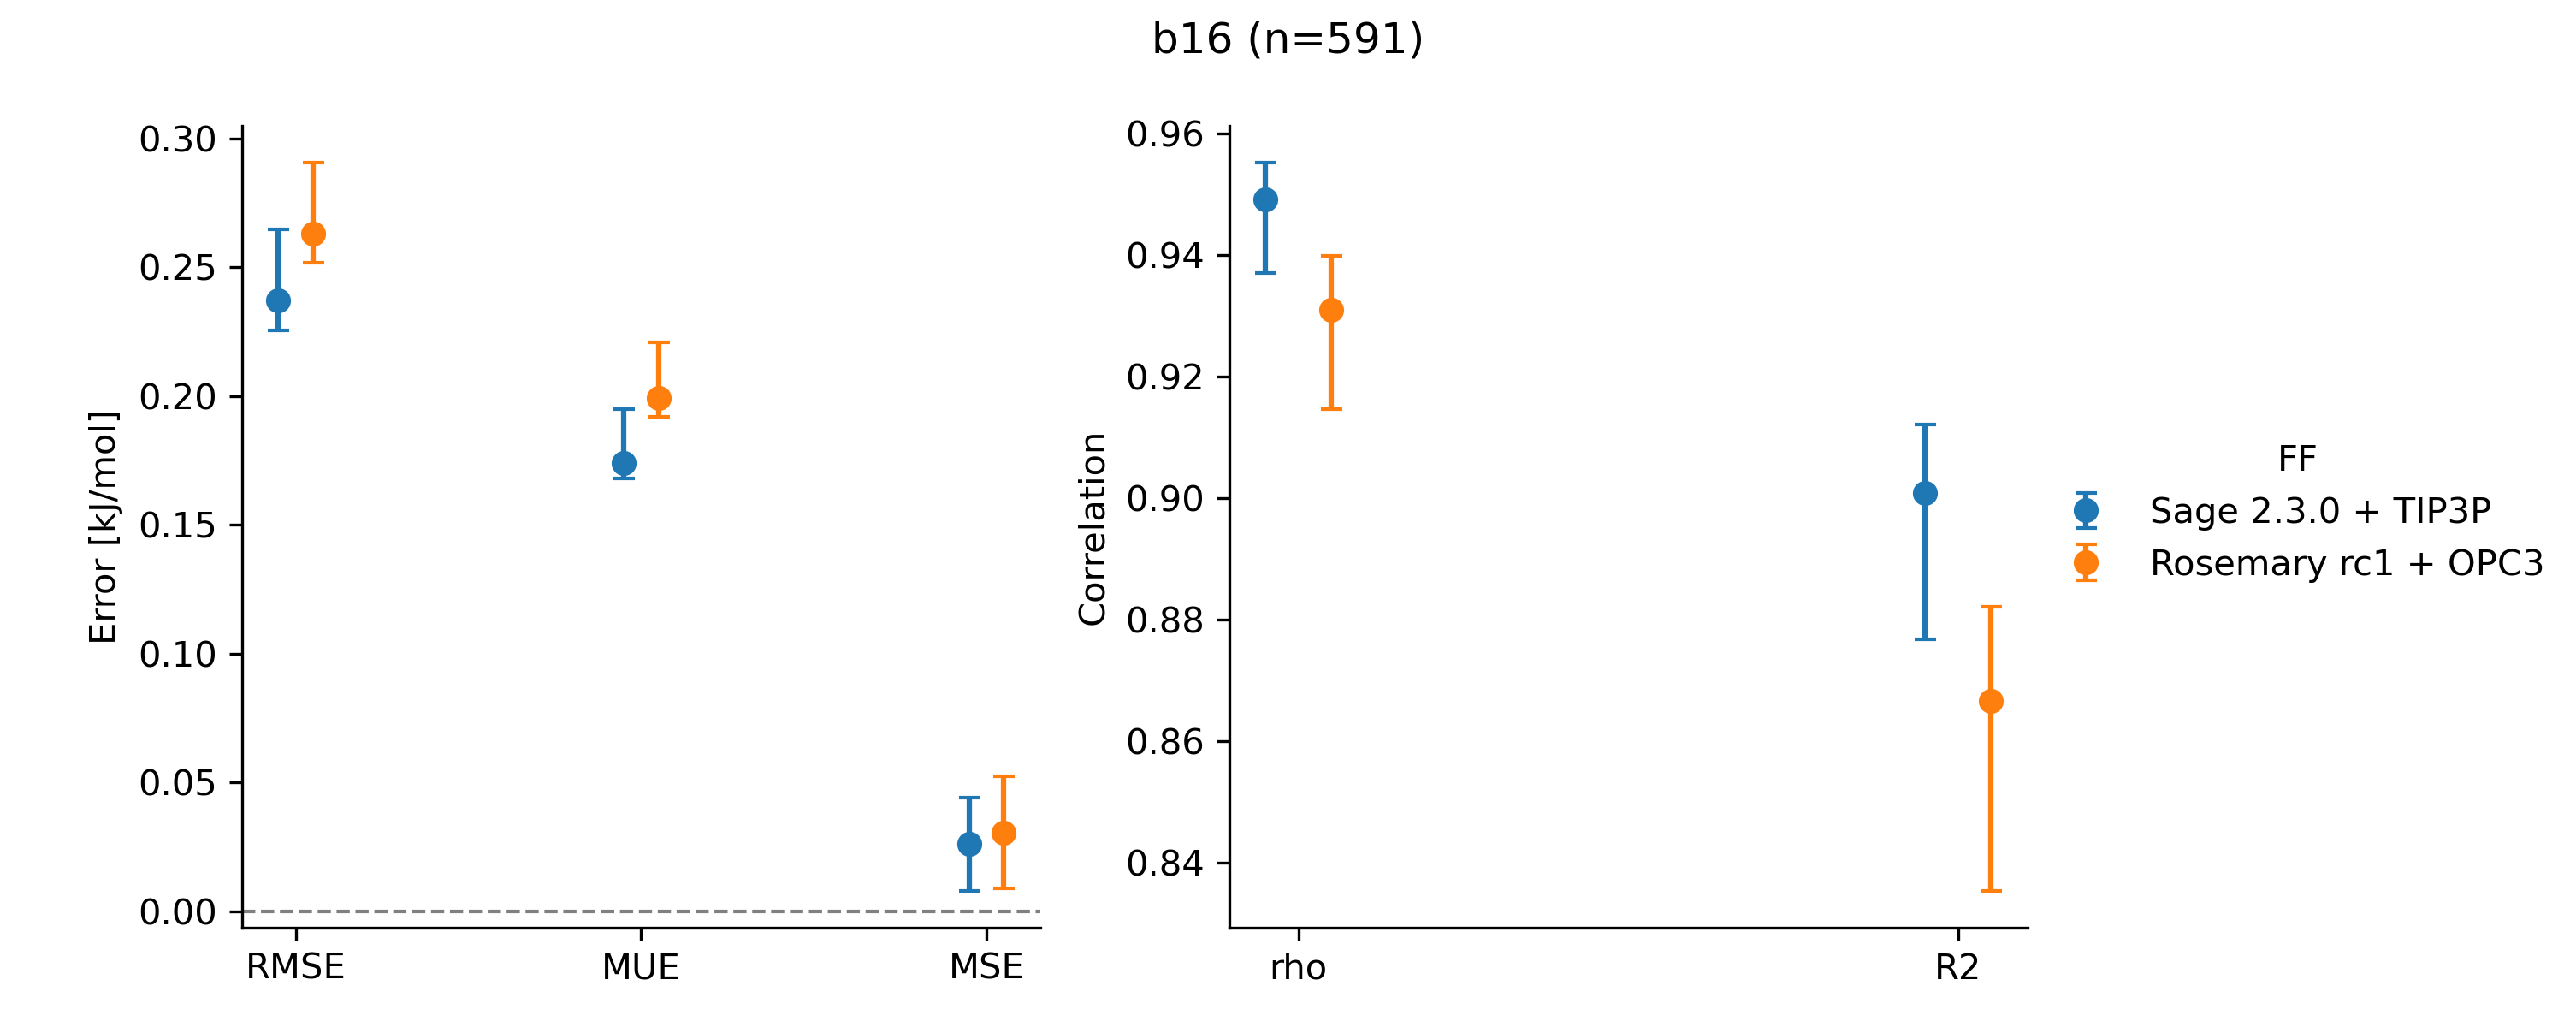 b16 (n=591)
Error [kJ/mol]
0.30
0.25
0.20
0.15
0.10
0.05
0.00
RMSE
MUE
MSE
Correlation
0.96
0.94
0.92
0.90
0.88
0.86
0.84
rho
R2
FF
Sage 2.3.0 + TIP3P
Rosemary rc1 + OPC3